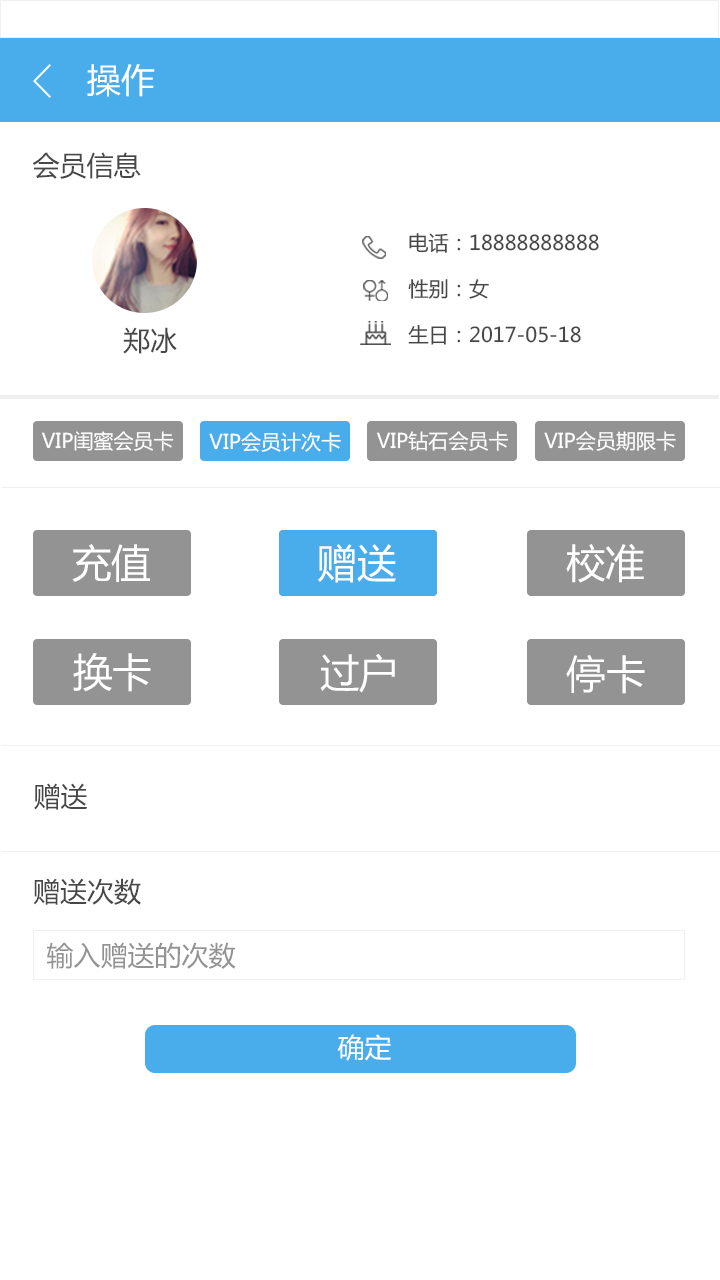 操作
会员信息
郑冰
电话：18888888888
性别：女
生日：2017-05-18
VIP闺蜜会员卡 VIP会员计次卡 VIP钻石会员卡 VIP会员期限卡
充值 赠送 校准
换卡 过户 停卡
赠送
赠送次数
输入赠送的次数
确定